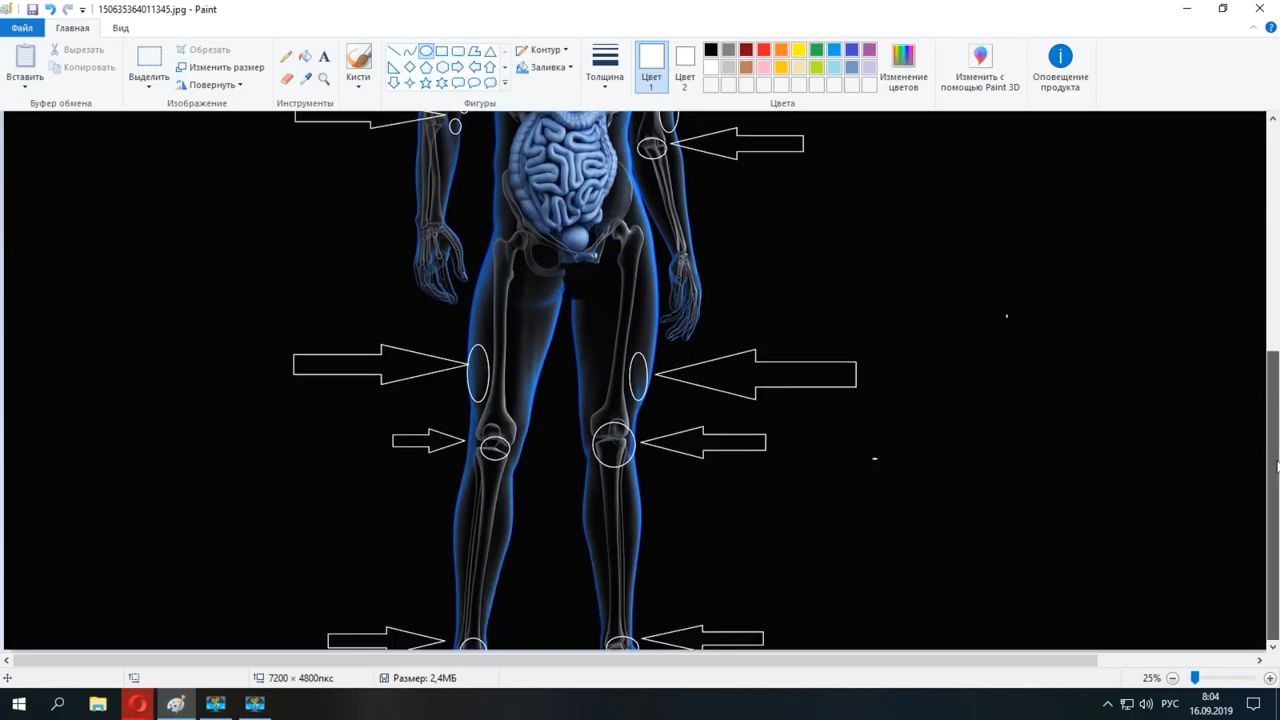 150635364011345.jpg - Paint
Файл
Главная
Вид
Вставить
Вырезать
Копировать
Буфер обмена
Выделить
Обрезать
Изменить размер
Повернуть
Изображение
Инструменты
Кисти
Контур
Заливка
Фигуры
Толщина
Цвет
1
Цвет
2
Цвета
Изменение
цветов
Изменить с
помощью Paint 3D
Оповещение
продукта
7200 × 4800пкс
Размер: 2,4МБ
25%
РУС
8:04
16.09.2019